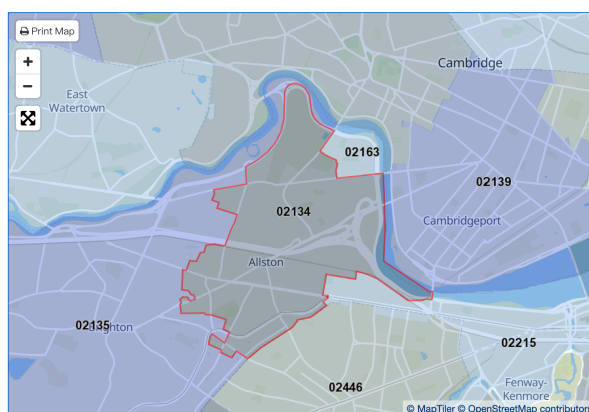 Print Map
+
−
Cambridge
East
Watertown
02163
02139
02134
Cambridgeport
Allston
02135
02215
02446
Fenway-
Kenmore
© MapTiler © OpenStreetMap contributors